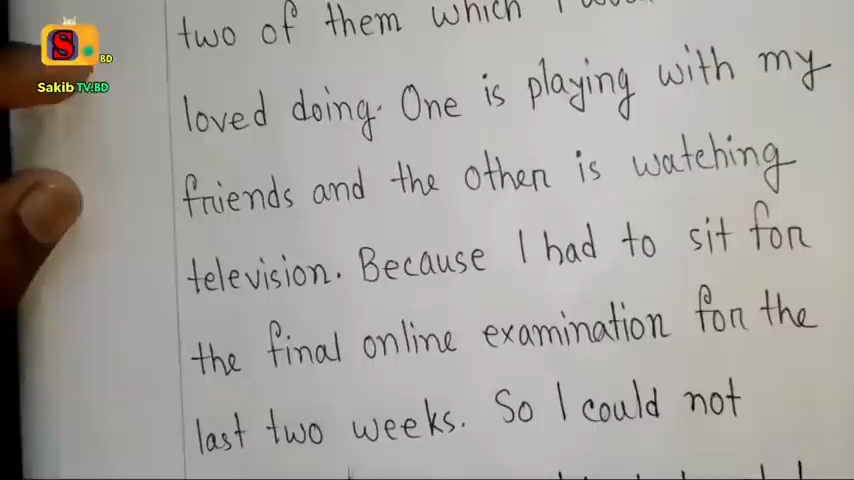 S
BD
Sakib TV.BD
two of them which I
loved doing. One is playing with my
friends and the other is watching
television. Because I had to sit for
the final online examination for the
last two weeks. So I could not